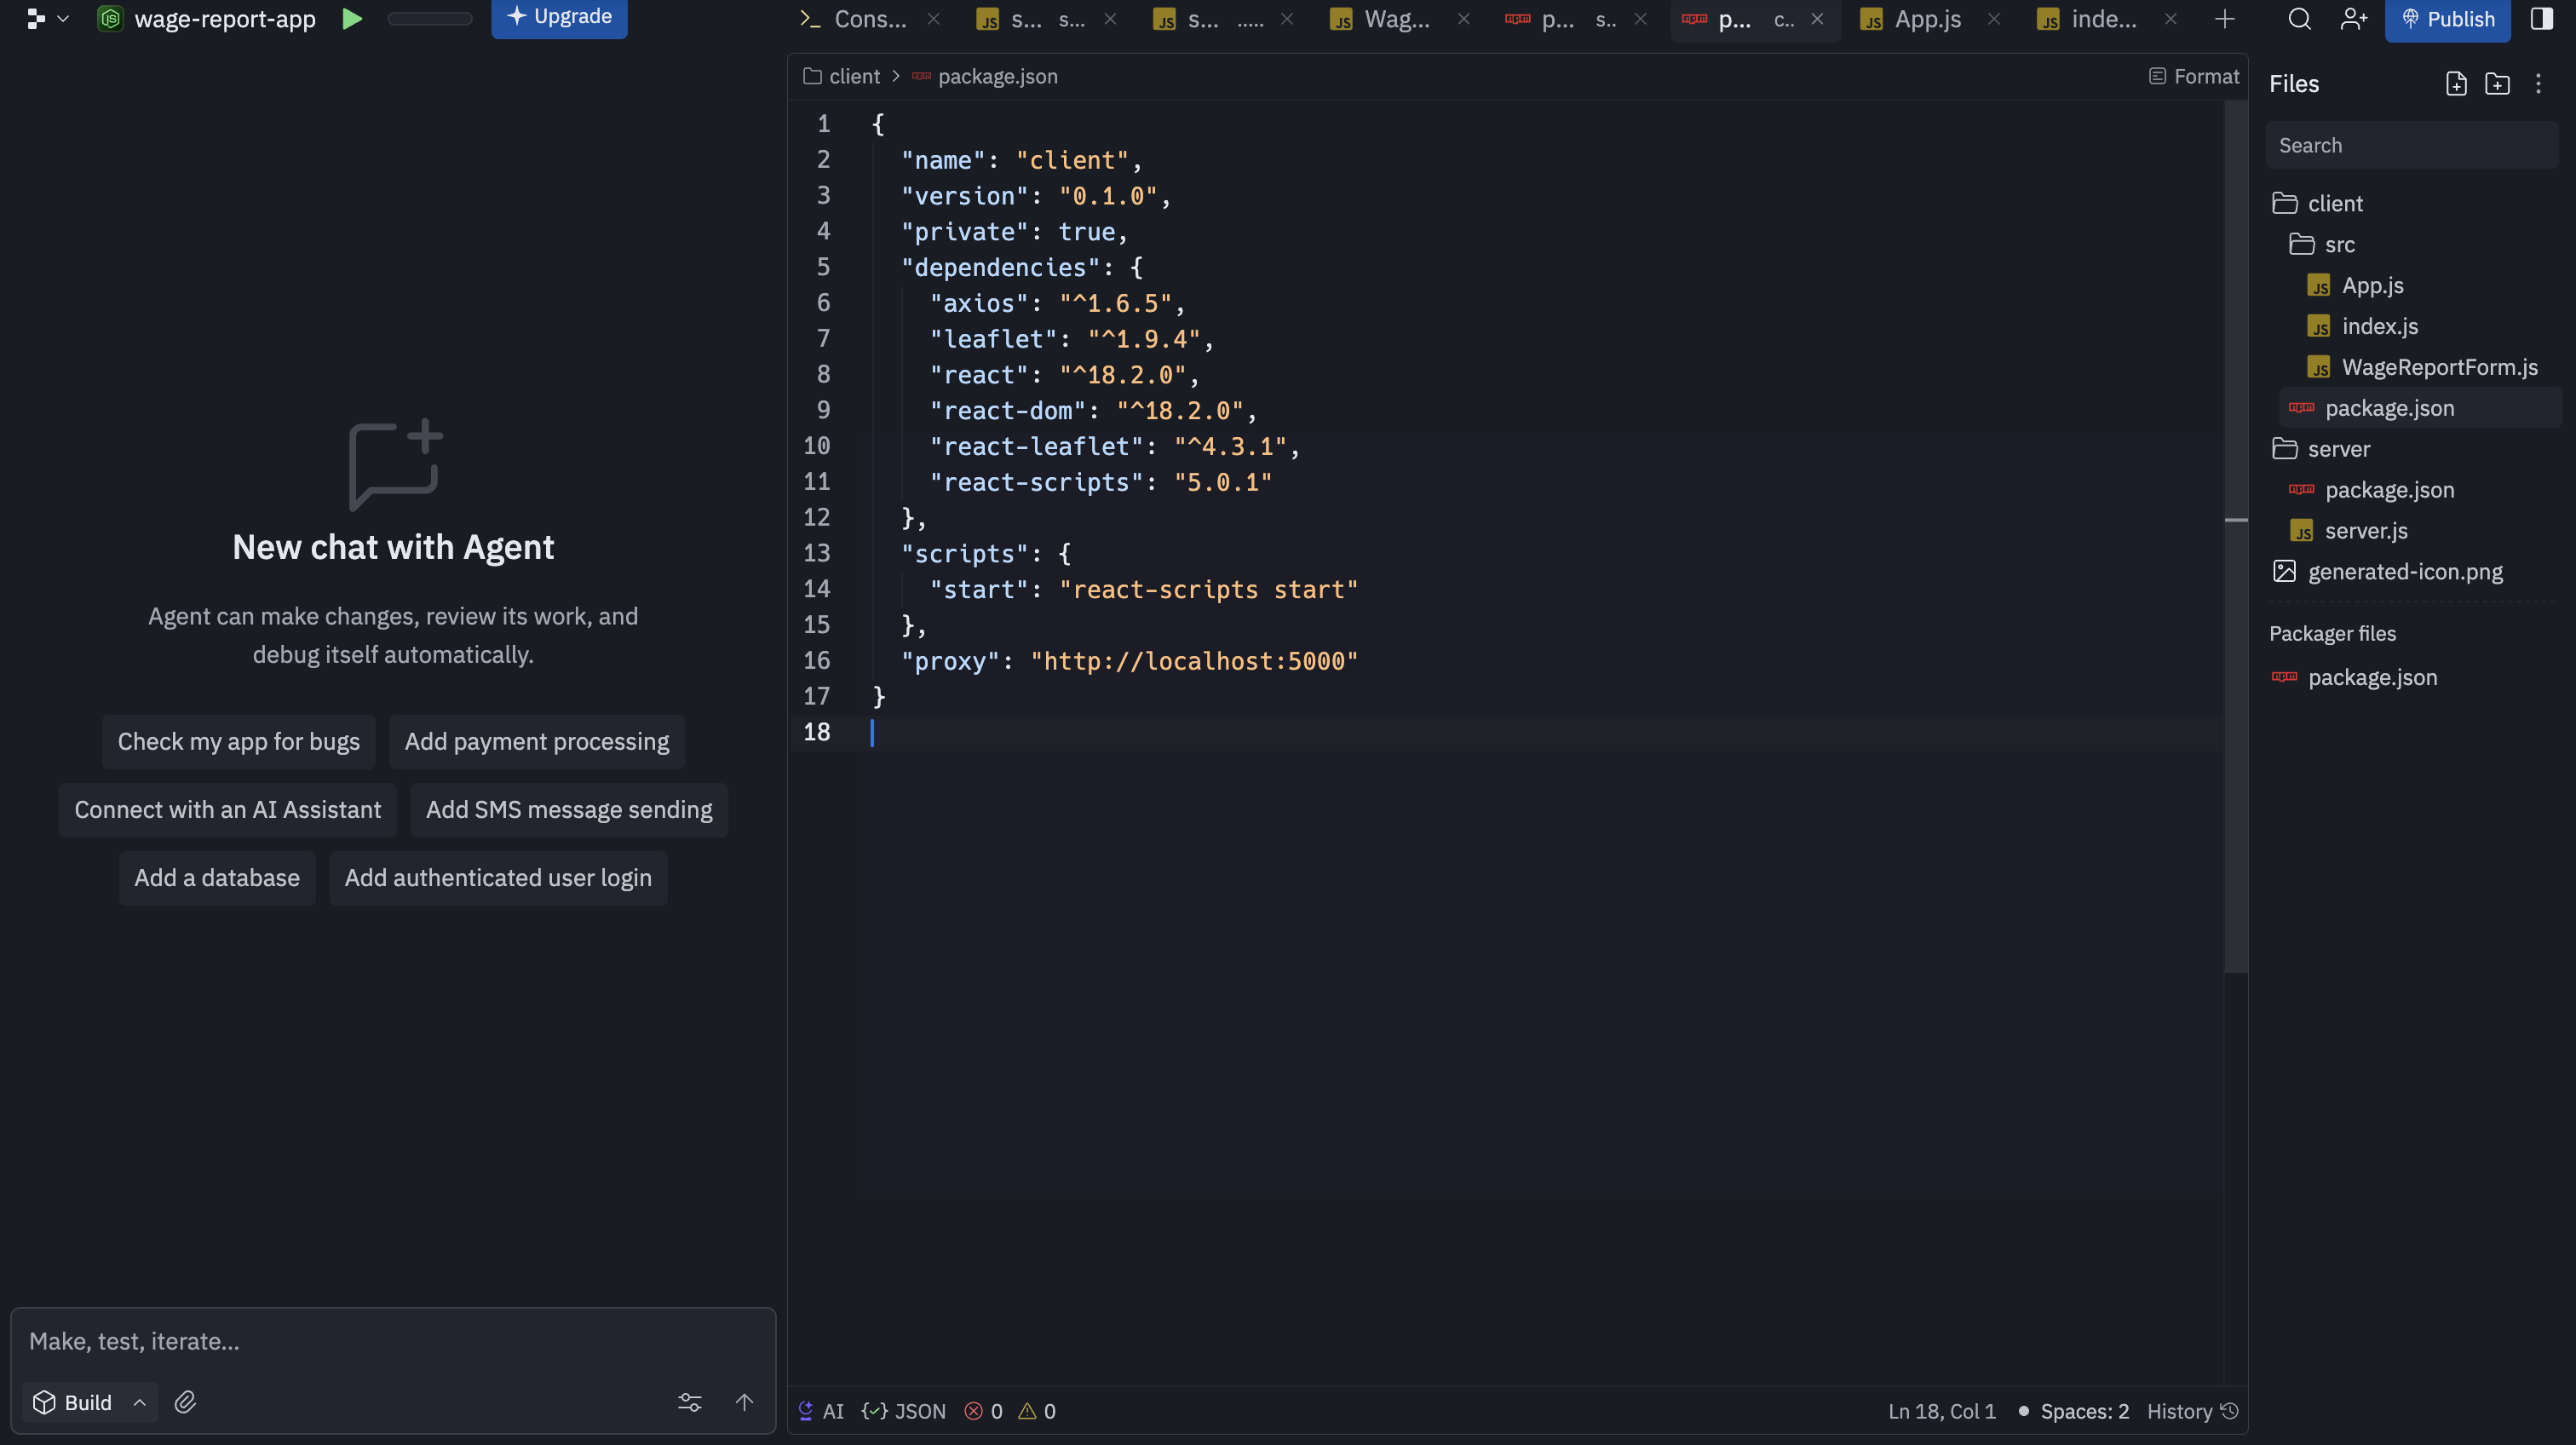 wage-report-app
Upgrade
Cons...
s... s...
s... .....
Wag...
p... s..
p... c..
App.js
inde...
Publish
New chat with Agent
Agent can make changes, review its work, and
debug itself automatically.
Check my app for bugs
Add payment processing
Connect with an AI Assistant
Add SMS message sending
Add a database
Add authenticated user login
Make, test, iterate...
Build
client > package.json
Format
1 {
2 "name": "client",
3 "version": "0.1.0",
4 "private": true,
5 "dependencies": {
6 "axios": "^1.6.5",
7 "leaflet": "^1.9.4",
8 "react": "^18.2.0",
9 "react-dom": "^18.2.0",
10 "react-leaflet": "^4.3.1",
11 "react-scripts": "5.0.1"
12 },
13 "scripts": {
14 "start": "react-scripts start"
15 },
16 "proxy": "http://localhost:5000"
17 }
18
AI {✓} JSON 0 0
Ln 18, Col 1 • Spaces: 2 History
Files
Search
client
src
JS App.js
JS index.js
JS WageReportForm.js
npm package.json
server
npm package.json
JS server.js
generated-icon.png
Packager files
npm package.json